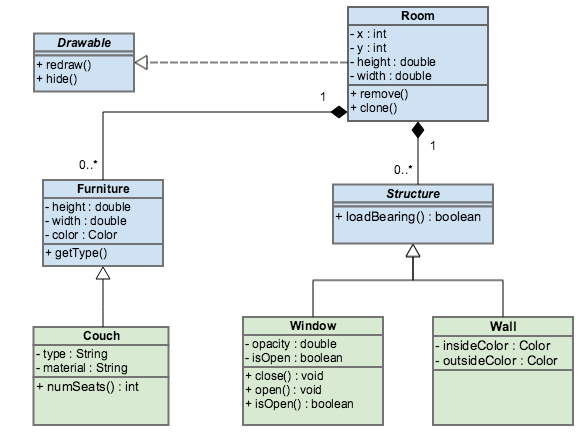 Room
- x : int
- y : int
- height : double
- width : double
+ remove()
+ clone()
Drawable
+ redraw()
+ hide()
1
1
0..*
0..*
Furniture
- height : double
- width : double
- color : Color
+ getType()
Structure
+ loadBearing() : boolean
Couch
- type : String
- material : String
+ numSeats() : int
Window
- opacity : double
- isOpen : boolean
+ close() : void
+ open() : void
+ isOpen() : boolean
Wall
- insideColor : Color
- outsideColor : Color